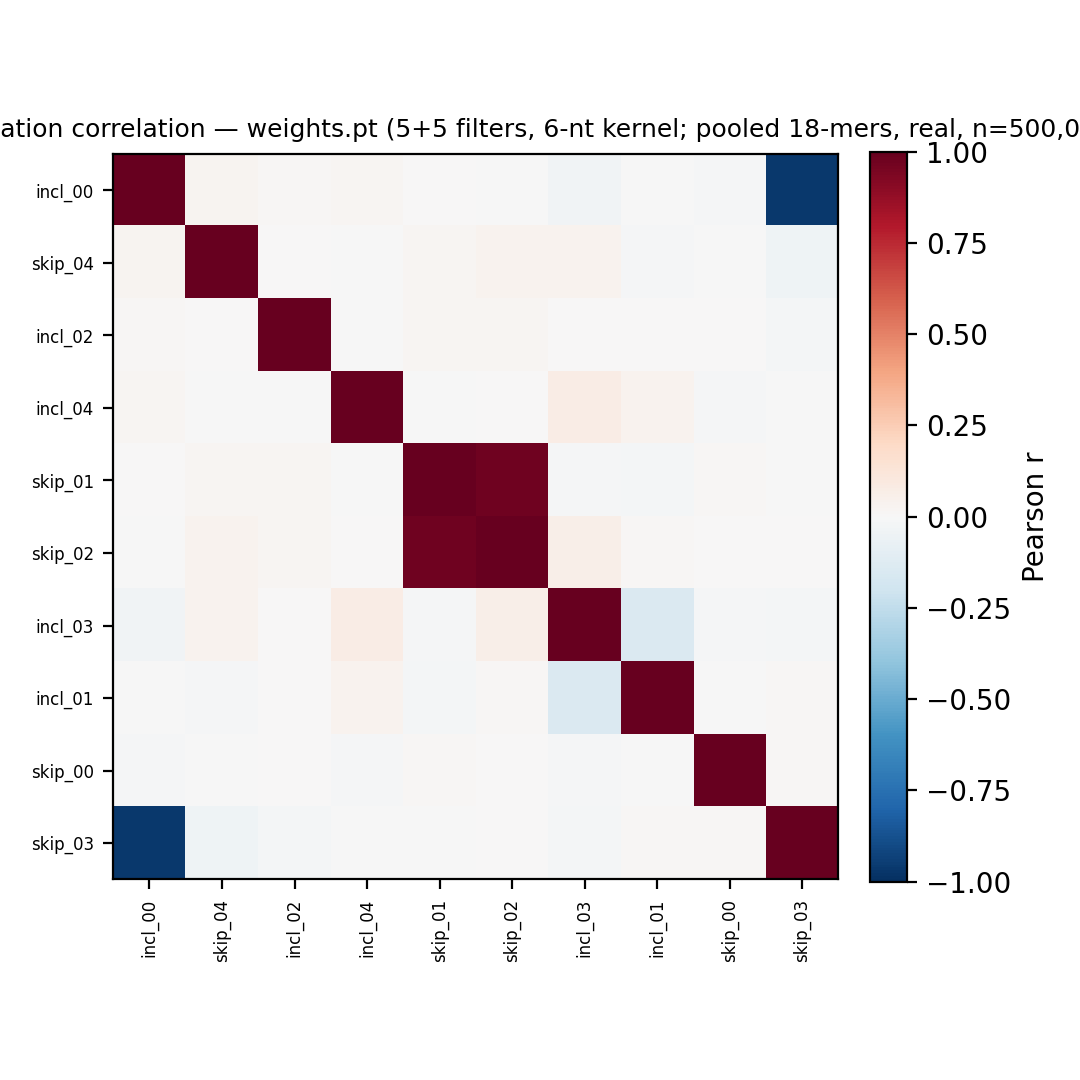 ation correlation — weights.pt (5+5 filters, 6-nt kernel; pooled 18-mers, real, n=500,0
incl_00
skip_04
incl_02
incl_04
skip_01
skip_02
incl_03
incl_01
skip_00
skip_03
incl_00
skip_04
incl_02
incl_04
skip_01
skip_02
incl_03
incl_01
skip_00
skip_03
1.00
0.75
0.50
0.25
0.00
−0.25
−0.50
−0.75
−1.00
Pearson r